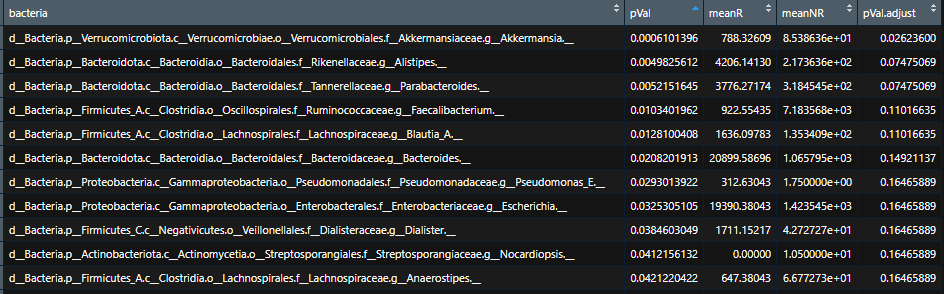 bacteria pVal meanR meanNR pVal.adjust
d__Bacteria.p__Verrucomicrobiota.c__Verrucomicrobiae.o__Verrucomicrobiales.f__Akkermansiaceae.g__Akkermansia.__ 0.0006101396 788.32609 8.538636e+01 0.02623600
d__Bacteria.p__Bacteroidota.c__Bacteroidia.o__Bacteroidales.f__Rikenellaceae.g__Alistipes.__ 0.0049825612 4206.14130 2.173636e+02 0.07475069
d__Bacteria.p__Bacteroidota.c__Bacteroidia.o__Bacteroidales.f__Tannerellaceae.g__Parabacteroides.__ 0.0052151645 3776.27174 3.184545e+02 0.07475069
d__Bacteria.p__Firmicutes_A.c__Clostridia.o__Oscillospirales.f__Ruminococcaceae.g__Faecalibacterium.__ 0.0103401962 922.55435 7.183568e+03 0.11016635
d__Bacteria.p__Firmicutes_A.c__Clostridia.o__Lachnospirales.f__Lachnospiraceae.g__Blautia_A.__ 0.0128100408 1636.09783 1.353409e+02 0.11016635
d__Bacteria.p__Bacteroidota.c__Bacteroidia.o__Bacteroidales.f__Bacteroidaceae.g__Bacteroides.__ 0.0208201913 20899.58696 1.065795e+03 0.14921137
d__Bacteria.p__Proteobacteria.c__Gammaproteobacteria.o__Pseudomonadales.f__Pseudomonadaceae.g__Pseudomonas_E.__ 0.0293013922 312.63043 1.750000e+00 0.16465889
d__Bacteria.p__Proteobacteria.c__Gammaproteobacteria.o__Enterobacterales.f__Enterobacteriaceae.g__Escherichia.__ 0.0325305105 19390.38043 1.423545e+03 0.16465889
d__Bacteria.p__Firmicutes_C.c__Negativicutes.o__Veillonellales.f__Dialisteraceae.g__Dialister.__ 0.0384603049 1711.15217 4.272727e+01 0.16465889
d__Bacteria.p__Actinobacteriota.c__Actinomycetia.o__Streptosporangiales.f__Streptosporangiaceae.g__Nocardiopsis.__ 0.0412156132 0.00000 1.050000e+01 0.16465889
d__Bacteria.p__Firmicutes_A.c__Clostridia.o__Lachnospirales.f__Lachnospiraceae.g__Anaerostipes.__ 0.0421220422 647.38043 6.677273e+01 0.16465889